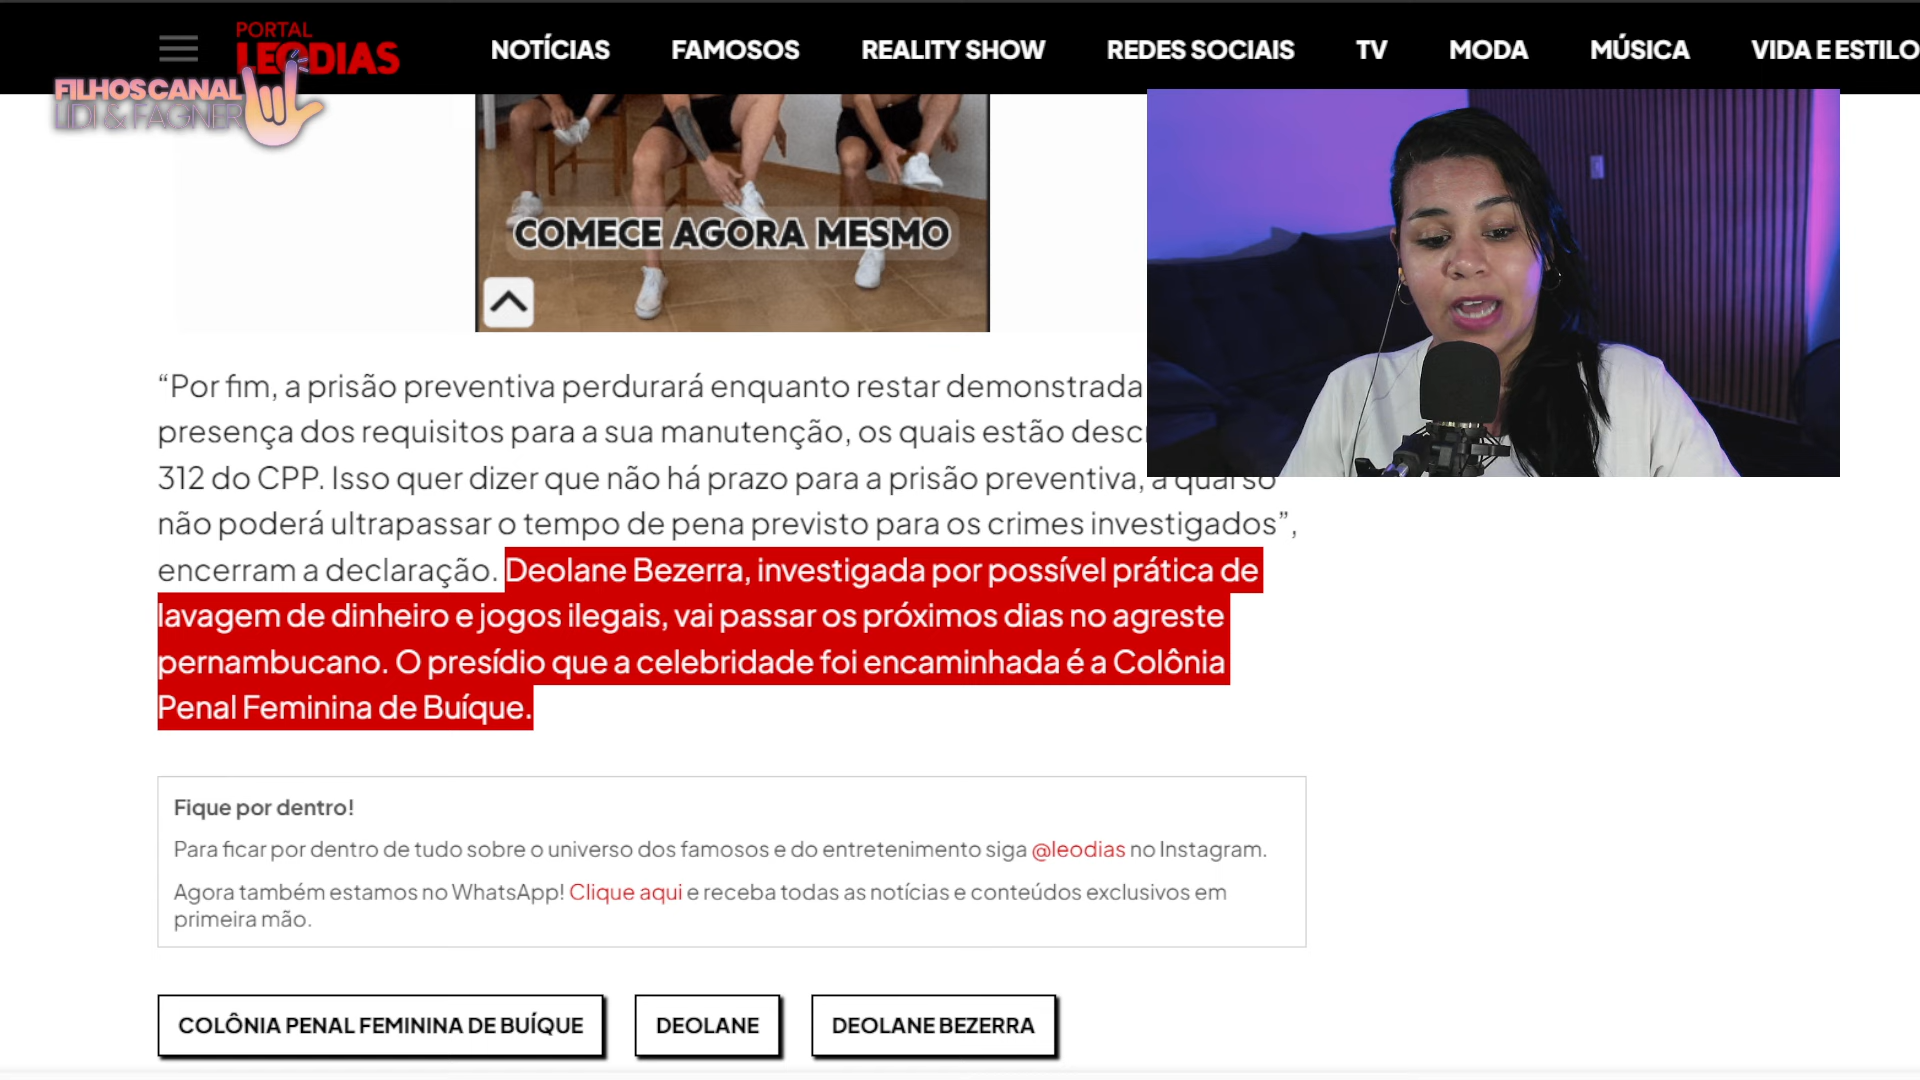 PORTAL
LEODIAS
NOTÍCIAS FAMOSOS REALITY SHOW REDES SOCIAIS TV MODA MÚSICA VIDA E ESTILO
FILHOSCANAL
LIDI & FAGNER
COMECE AGORA MESMO
“Por fim, a prisão preventiva perdurará enquanto restar demonstrada
presença dos requisitos para a sua manutenção, os quais estão
312 do CPP. Isso quer dizer que não há prazo para a prisão preventiva, a qual só
não poderá ultrapassar o tempo de pena previsto para os crimes investigados”,
encerram a declaração. Deolane Bezerra, investigada por possível prática de
lavagem de dinheiro e jogos ilegais, vai passar os próximos dias no agreste
pernambucano. O presídio que a celebridade foi encaminhada é a Colônia
Penal Feminina de Buíque.
Fique por dentro!
Para ficar por dentro de tudo sobre o universo dos famosos e do entretenimento siga @leodias no Instagram.
Agora também estamos no WhatsApp! Clique aqui e receba todas as notícias e conteúdos exclusivos em
primeira mão.
COLÔNIA PENAL FEMININA DE BUÍQUE DEOLANE DEOLANE BEZERRA